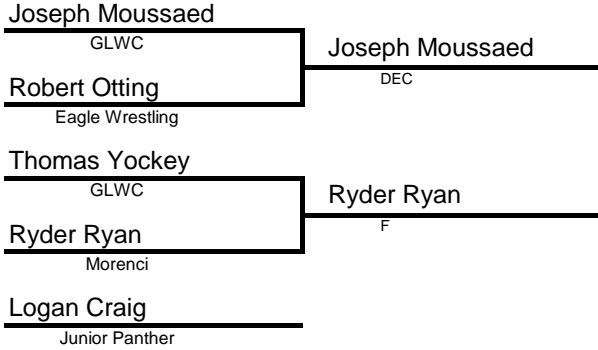 Joseph Moussaed
GLWC
Joseph Moussaed
DEC
Robert Otting
Eagle Wrestling
Thomas Yockey
GLWC
Ryder Ryan
F
Ryder Ryan
Morenci
Logan Craig
Junior Panther